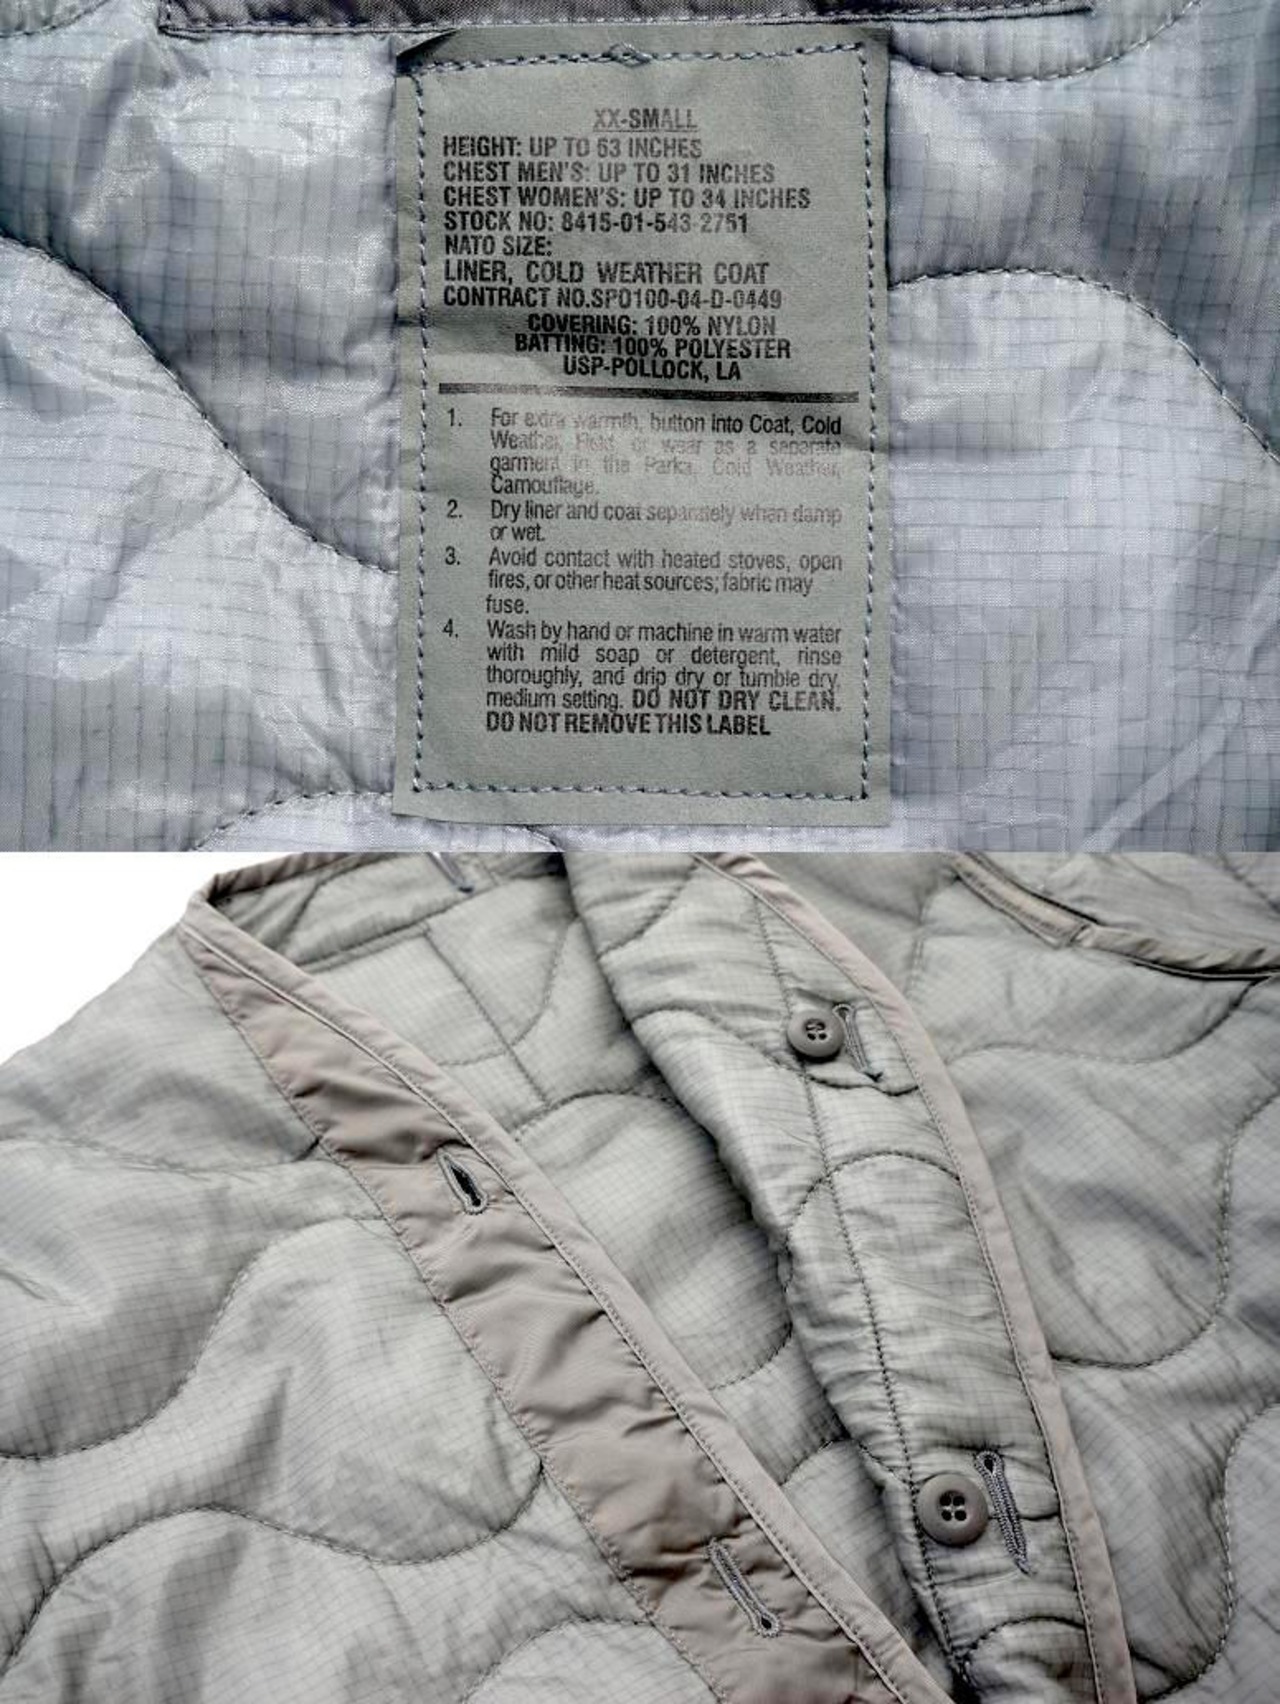 XX-SMALL
HEIGHT: UP TO 63 INCHES
CHEST MEN'S: UP TO 31 INCHES
CHEST WOMEN'S: UP TO 34 INCHES
STOCK NO: 8415-01-543-2751
NATO SIZE:
LINER, COLD WEATHER COAT
CONTRACT NO.SPO100-04-D-0449
COVERING: 100% NYLON
BATTING: 100% POLYESTER
USP-POLLOCK, LA
1. For extra warmth, button into Coat, Cold
Weather, Field, or wear as a separate
garment in the Parka, Cold Weather,
Camouflage.
2. Dry liner and coat separately when damp
or wet.
3. Avoid contact with heated stoves, open
fires, or other heat sources; fabric may
fuse.
4. Wash by hand or machine in warm water
with mild soap or detergent, rinse
thoroughly, and drip dry or tumble dry,
medium setting. DO NOT DRY CLEAN.
DO NOT REMOVE THIS LABEL